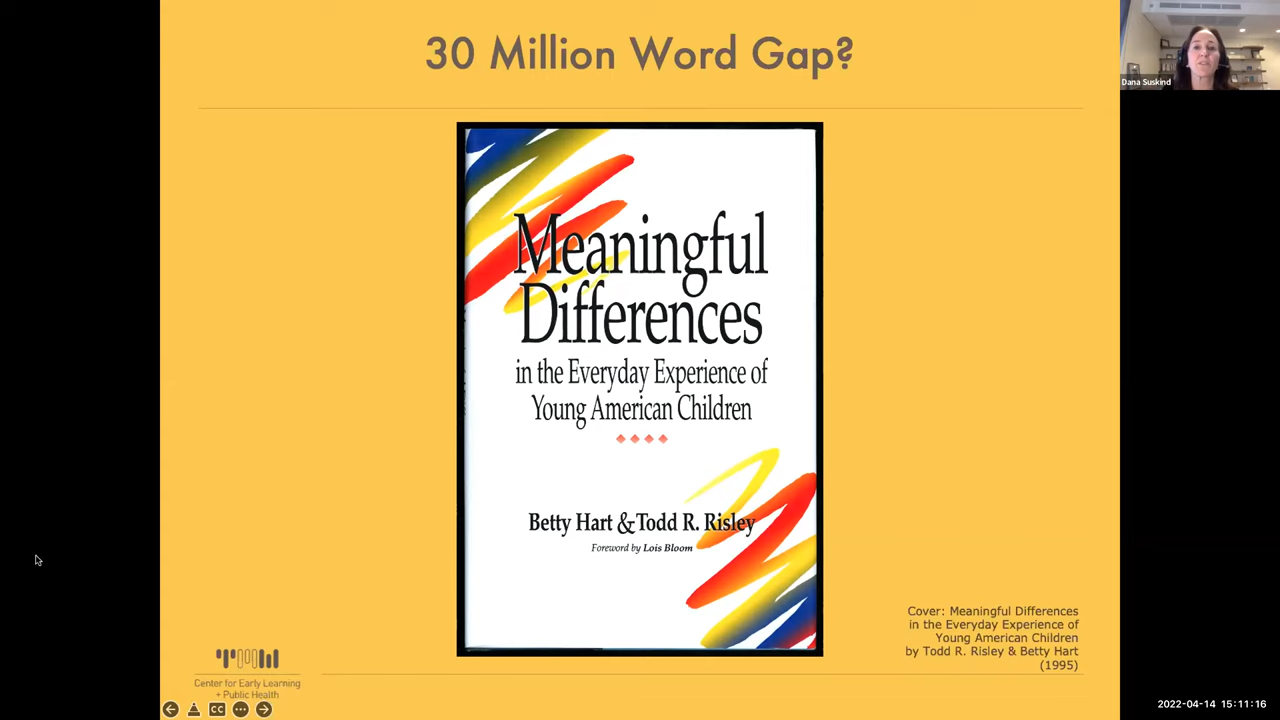 30 Million Word Gap?
Dana Suskind
Meaningful
Differences
in the Everyday Experience of
Young American Children
Betty Hart & Todd R. Risley
Foreword by Lois Bloom
Cover: Meaningful Differences
in the Everyday Experience of
Young American Children
by Todd R. Risley & Betty Hart
(1995)
TMW
Center for Early Learning
+ Public Health
CC
2022-04-14 15:11:16